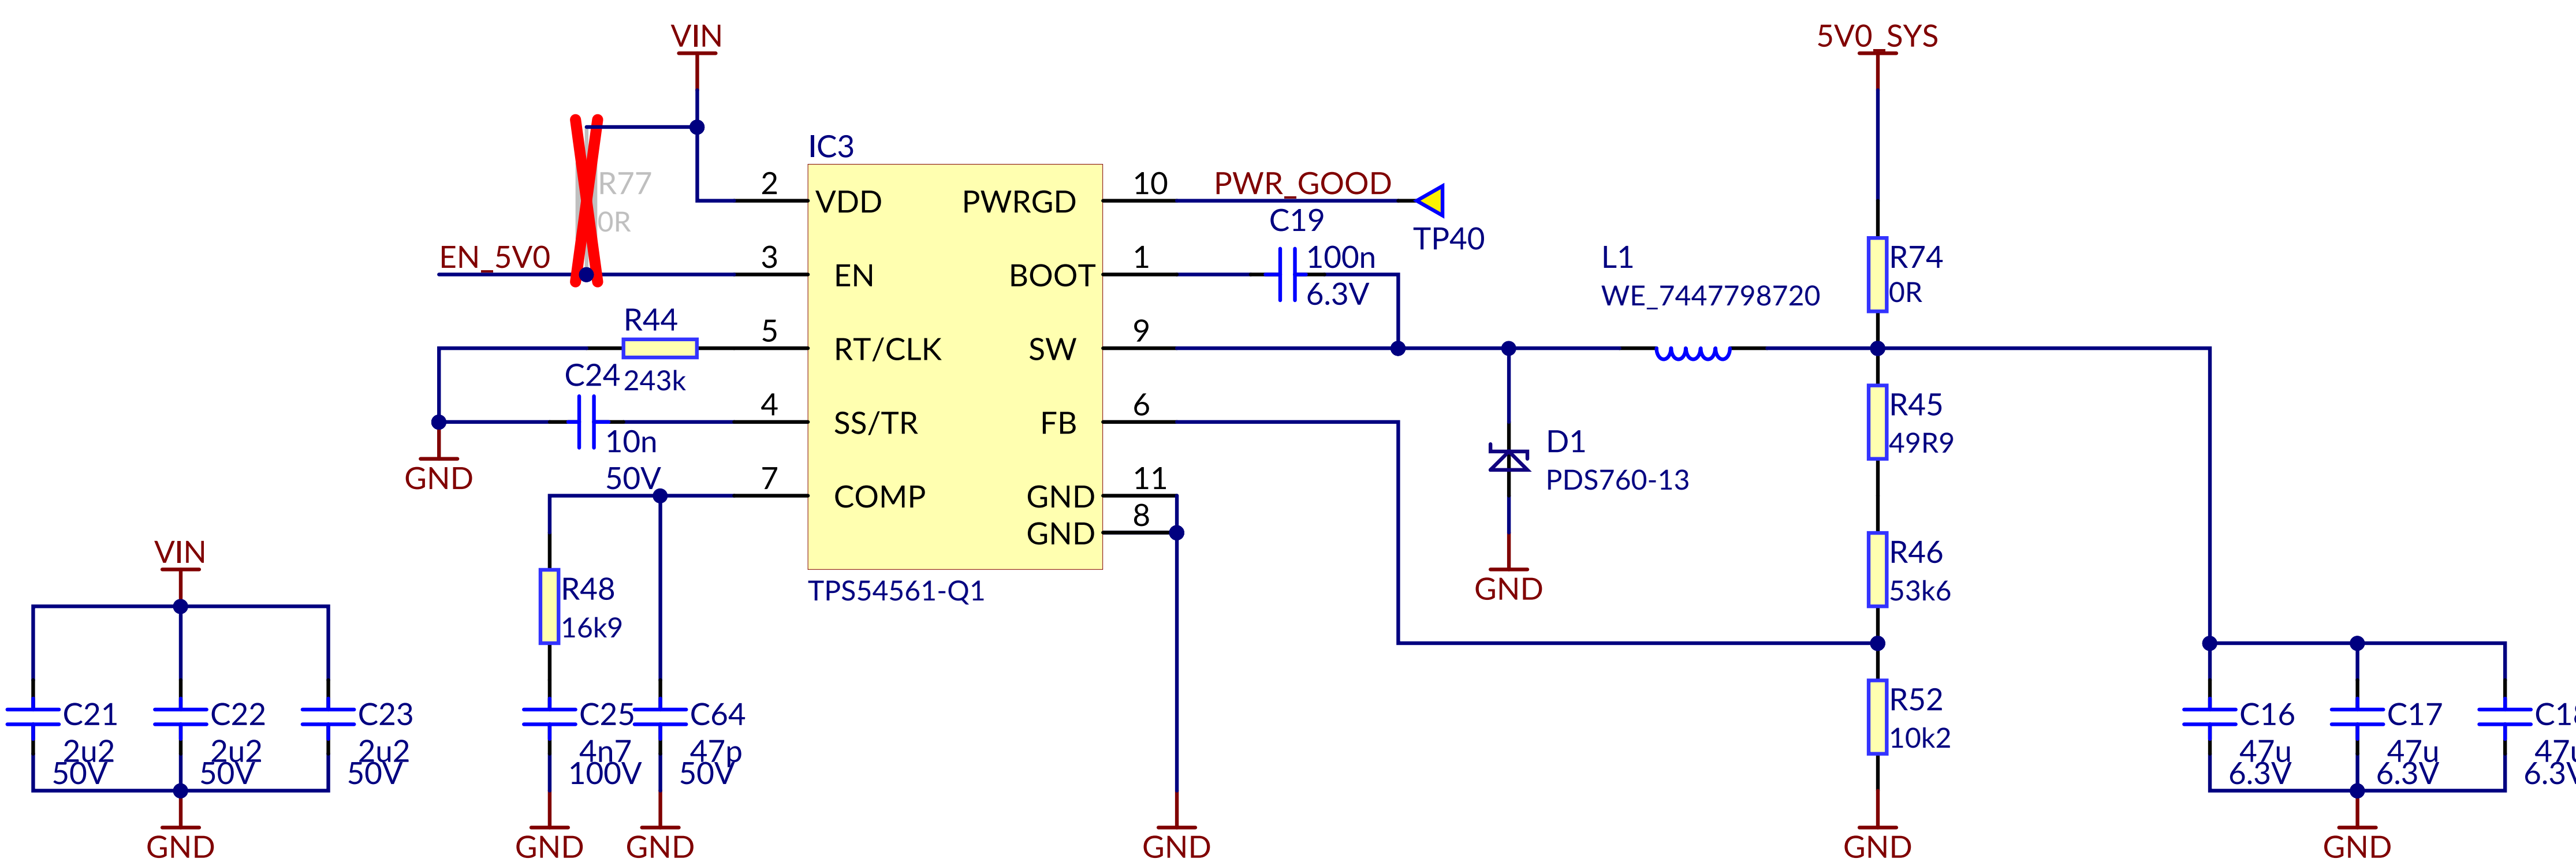 VIN
5V0_SYS
IC3
R77
0R
2
VDD
PWRGD
10
PWR_GOOD
TP40
EN_5V0
3
EN
BOOT
1
C19
100n
6.3V
L1
WE_7447798720
R74
0R
R44
243k
5
RT/CLK
SW
9
C24
10n
50V
4
SS/TR
FB
6
GND
D1
PDS760-13
GND
R45
49R9
7
COMP
GND
11
GND
8
TPS54561-Q1
R46
53k6
VIN
R48
16k9
R52
10k2
C21
2u2
50V
C22
2u2
50V
C23
2u2
50V
GND
C25
4n7
100V
GND
C64
47p
50V
GND
GND
GND
C16
47u
6.3V
C17
47u
6.3V
GND